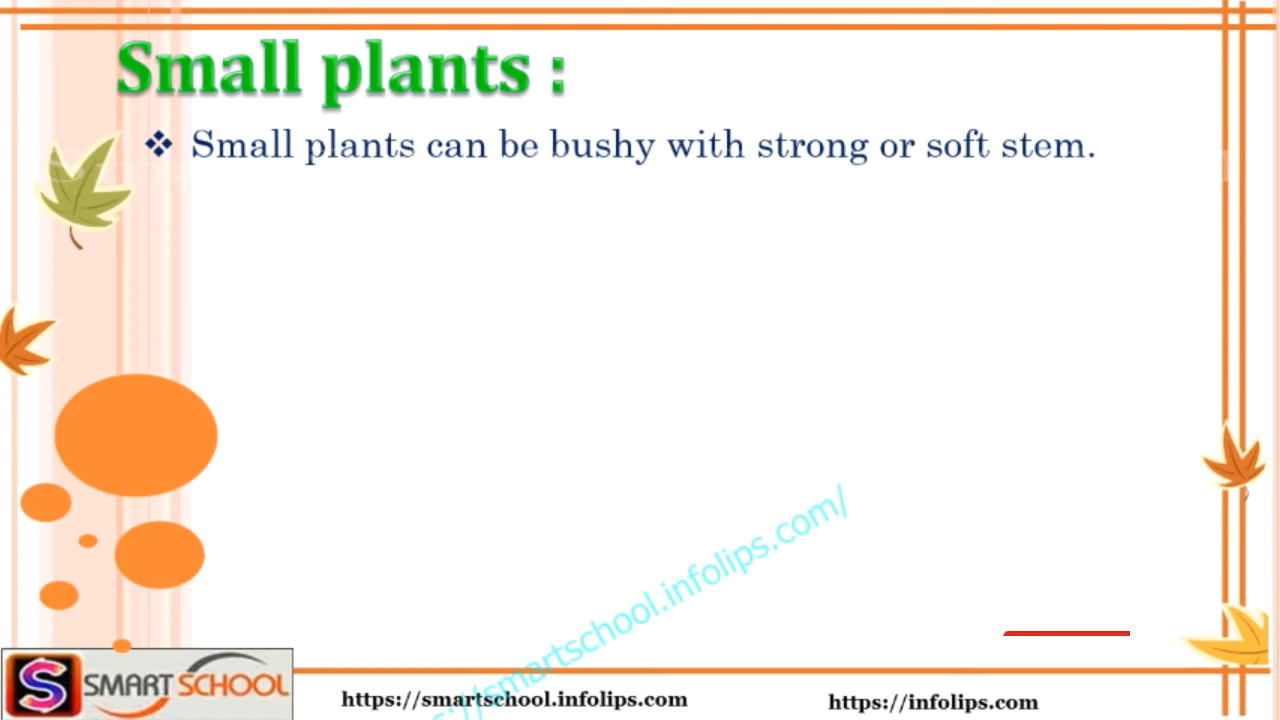 Small plants :
❖ Small plants can be bushy with strong or soft stem.
s://smartschool.infolips.com/
S SMART SCHOOL
https://smartschool.infolips.com
https://infolips.com